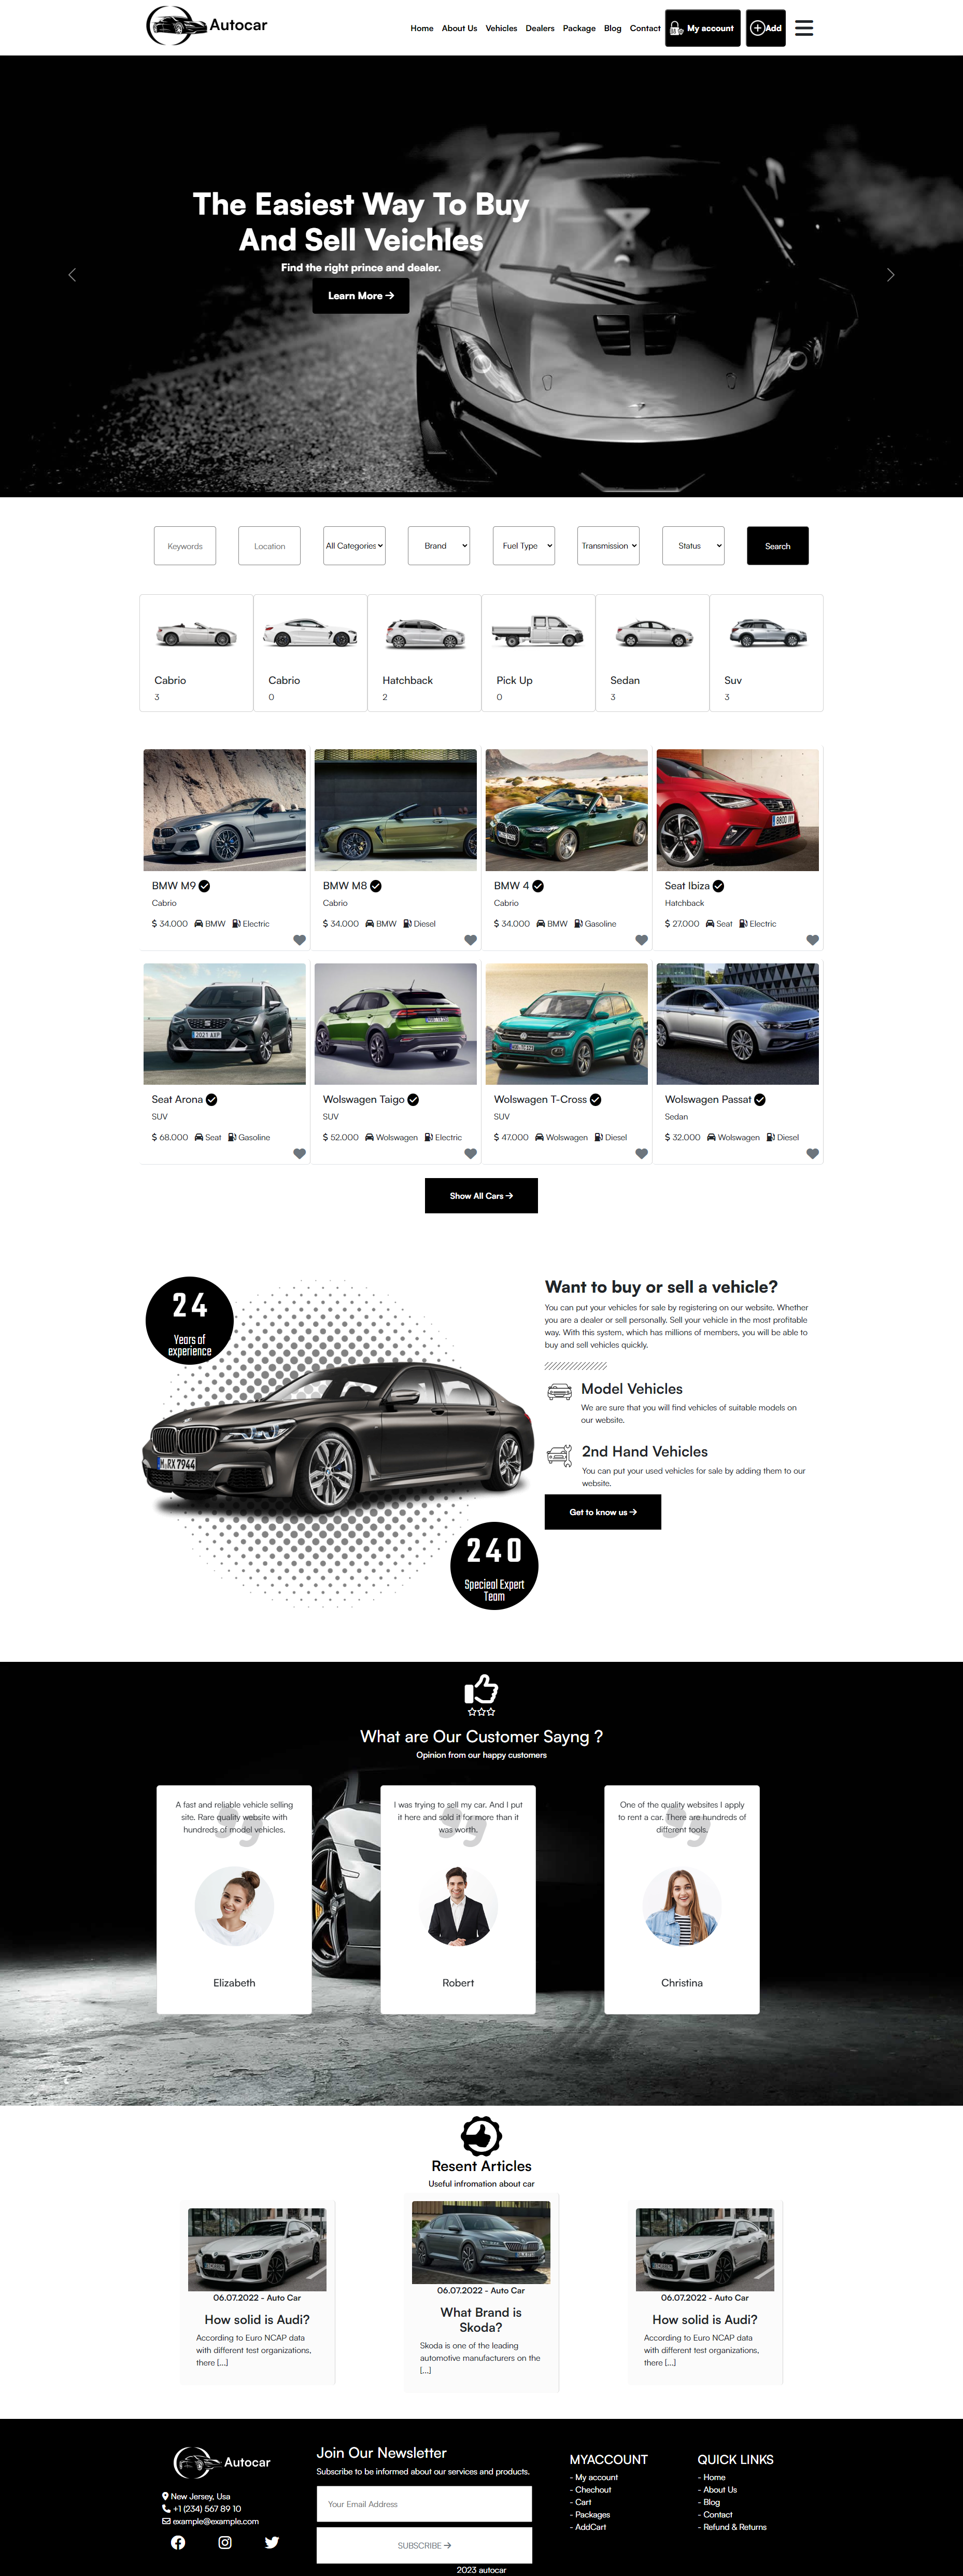 Autocar
Home About Us Vehicles Dealers Package Blog Contact My account Add
The Easiest Way To Buy
And Sell Veichles
Find the right prince and dealer.
Learn More
Keywords Location All Categories Brand Fuel Type Transmission Status Search
Cabrio Cabrio Hatchback Pick Up Sedan Suv
3 0 2 0 3 3
BMW M9 BMW M8 BMW 4 Seat Ibiza
Cabrio Cabrio Cabrio Hatchback
$ 34.000 BMW Electric $ 34.000 BMW Diesel $ 34.000 BMW Gasoline $ 27.000 Seat Electric
Seat Arona Wolswagen Taigo Wolswagen T-Cross Wolswagen Passat
SUV SUV SUV Sedan
$ 68.000 Seat Gasoline $ 52.000 Wolswagen Electric $ 47.000 Wolswagen Diesel $ 32.000 Wolswagen Diesel
Show All Cars
24
Years of
experience
240
Specieal Expert
Team
Want to buy or sell a vehicle?
You can put your vehicles for sale by registering on our website. Whether
you are a dealer or sell personally. Sell your vehicle in the most profitable
way. With this system, which has millions of members, you will be able to
buy and sell vehicles quickly.
Model Vehicles
We are sure that you will find vehicles of suitable models on
our website.
2nd Hand Vehicles
You can put your used vehicles for sale by adding them to our
website.
Get to know us
What are Our Customer Sayng ?
Opinion from our happy customers
A fast and reliable vehicle selling
site. Rare quality website with
hundreds of model vehicles.
Elizabeth
I was trying to sell my car. And I put
it here and sold it for more than it
was worth.
Robert
One of the quality websites I apply
to rent a car. There are hundreds of
different tools.
Christina
Resent Articles
Useful infromation about car
06.07.2022 - Auto Car
How solid is Audi?
According to Euro NCAP data
with different test organizations,
there [...]
06.07.2022 - Auto Car
What Brand is
Skoda?
Skoda is one of the leading
automotive manufacturers on the
[...]
06.07.2022 - Auto Car
How solid is Audi?
According to Euro NCAP data
with different test organizations,
there [...]
Autocar
New Jersey, Usa
+1 (234) 567 89 10
example@example.com
Join Our Newsletter
Subscribe to be informed about our services and products.
Your Email Address
SUBSCRIBE
MYACCOUNT
- My account
- Chechout
- Cart
- Packages
- AddCart
QUICK LINKS
- Home
- About Us
- Blog
- Contact
- Refund & Returns
2023 autocar